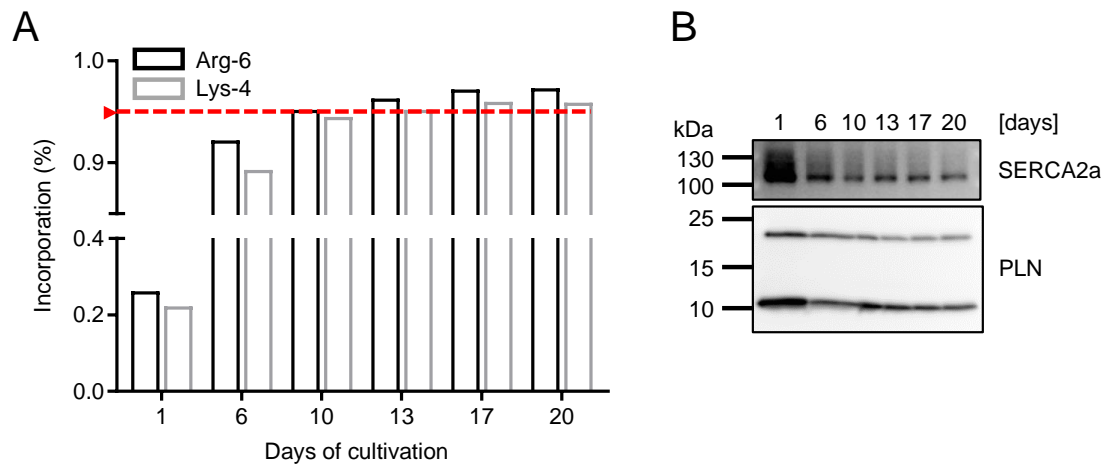 A
1.0
0.9
0.4
0.2
0.0
Incorporation (%)
Arg-6
Lys-4
1 6 10 13 17 20
Days of cultivation
B
kDa 1 6 10 13 17 20 [days]
130
100
SERCA2a
25
15
10
PLN